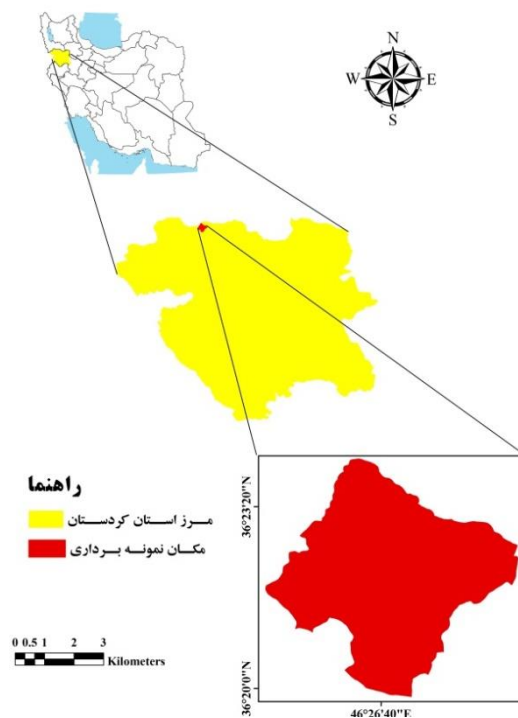 N
W E
S
راهنما
مرز استان کردستان
مکان نمونه برداری
0 0.5 1 2 3
Kilometers
36°23'20"N
36°20'0"N
46°26'40"E